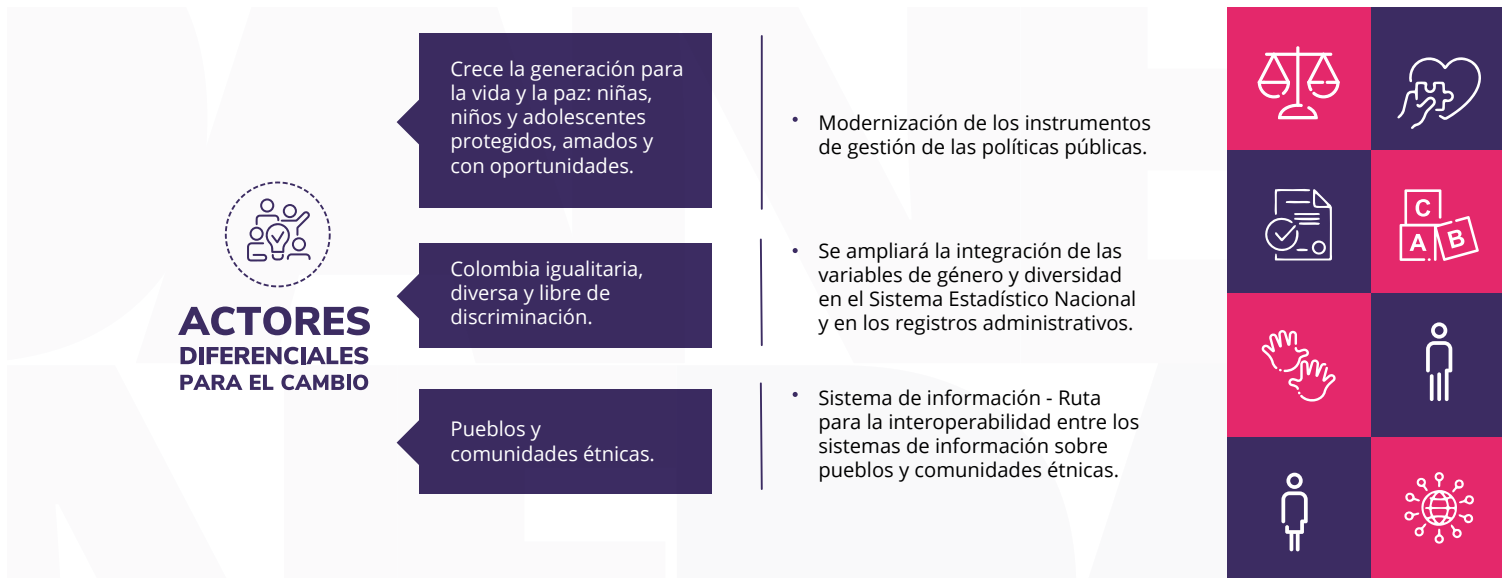 ACTORES
DIFERENCIALES
PARA EL CAMBIO
Crece la generación para
la vida y la paz: niñas,
niños y adolescentes
protegidos, amados y
con oportunidades.
• Modernización de los instrumentos
de gestión de las políticas públicas.
Colombia igualitaria,
diversa y libre de
discriminación.
• Se ampliará la integración de las
variables de género y diversidad
en el Sistema Estadístico Nacional
y en los registros administrativos.
Pueblos y
comunidades étnicas.
• Sistema de información - Ruta
para la interoperabilidad entre los
sistemas de información sobre
pueblos y comunidades étnicas.
C
A B